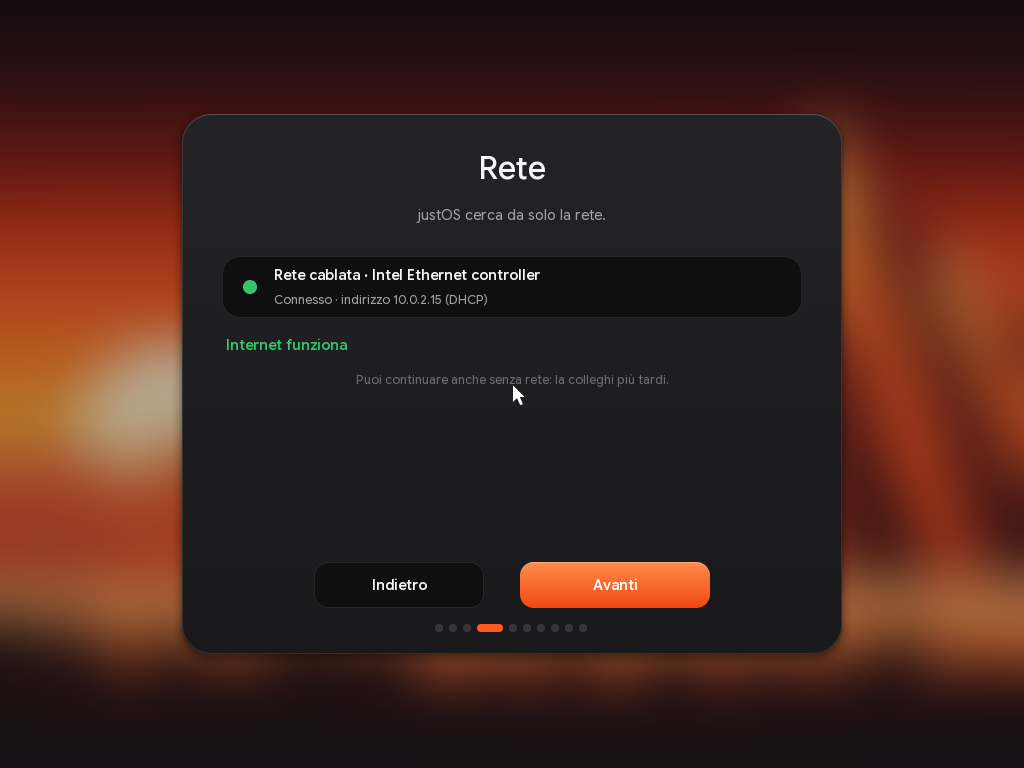 Rete
justOS cerca da solo la rete.
Rete cablata · Intel Ethernet controller
Connesso · indirizzo 10.0.2.15 (DHCP)
Internet funziona
Puoi continuare anche senza rete: la colleghi più tardi.
Indietro
Avanti